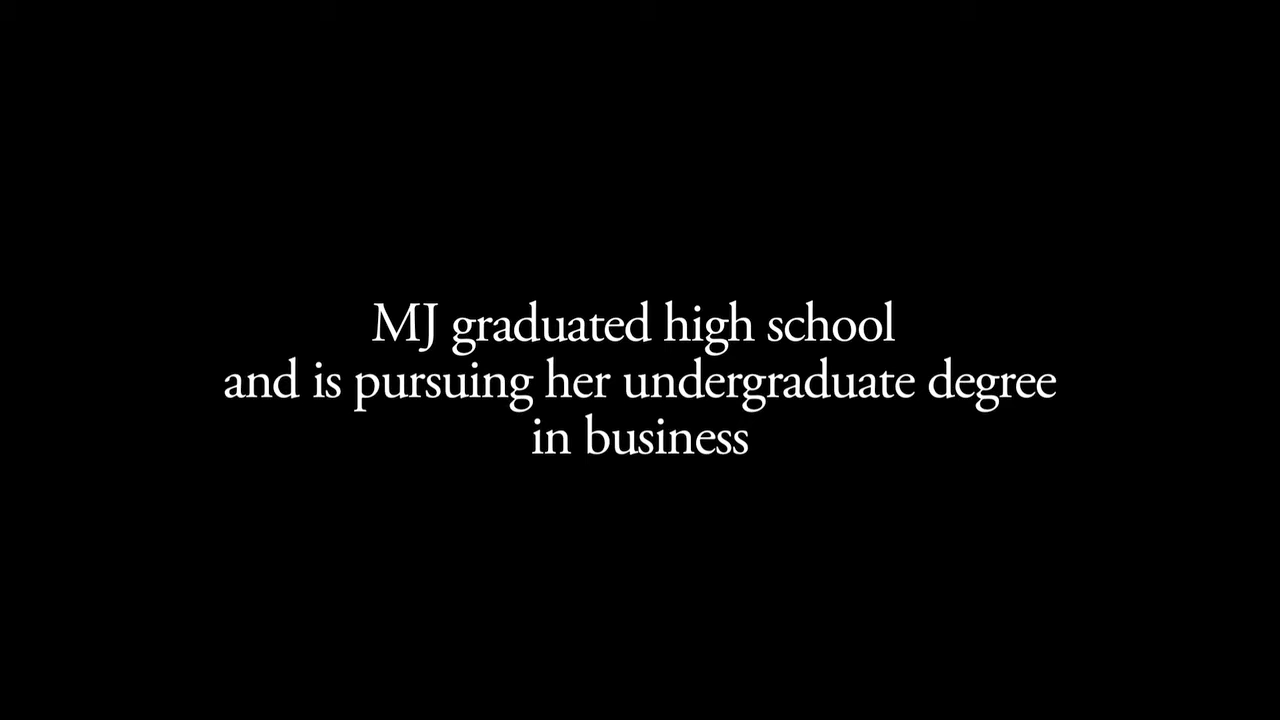 MJ graduated high school
and is pursuing her undergraduate degree
in business